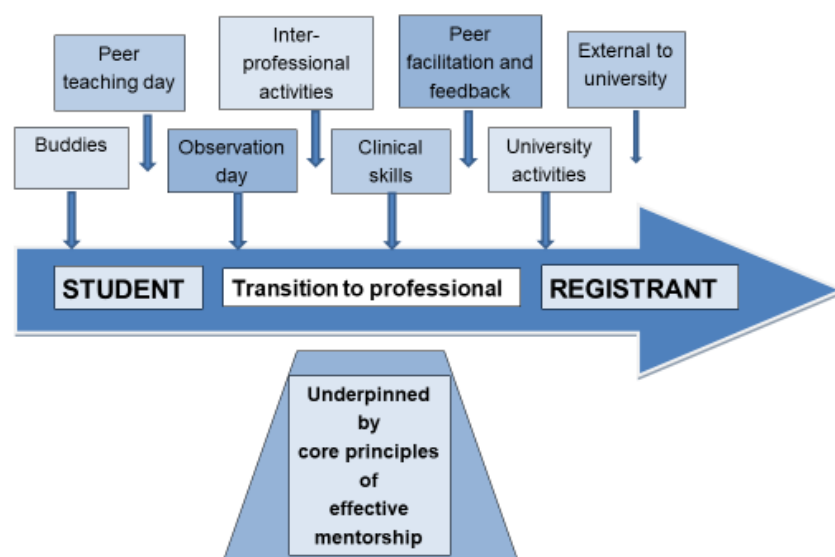 Peer
teaching day
Inter-
professional
activities
Peer
facilitation and
feedback
External to
university
Buddies
Observation
day
Clinical
skills
University
activities
STUDENT
Transition to professional
REGISTRANT
Underpinned
by
core principles
of
effective
mentorship